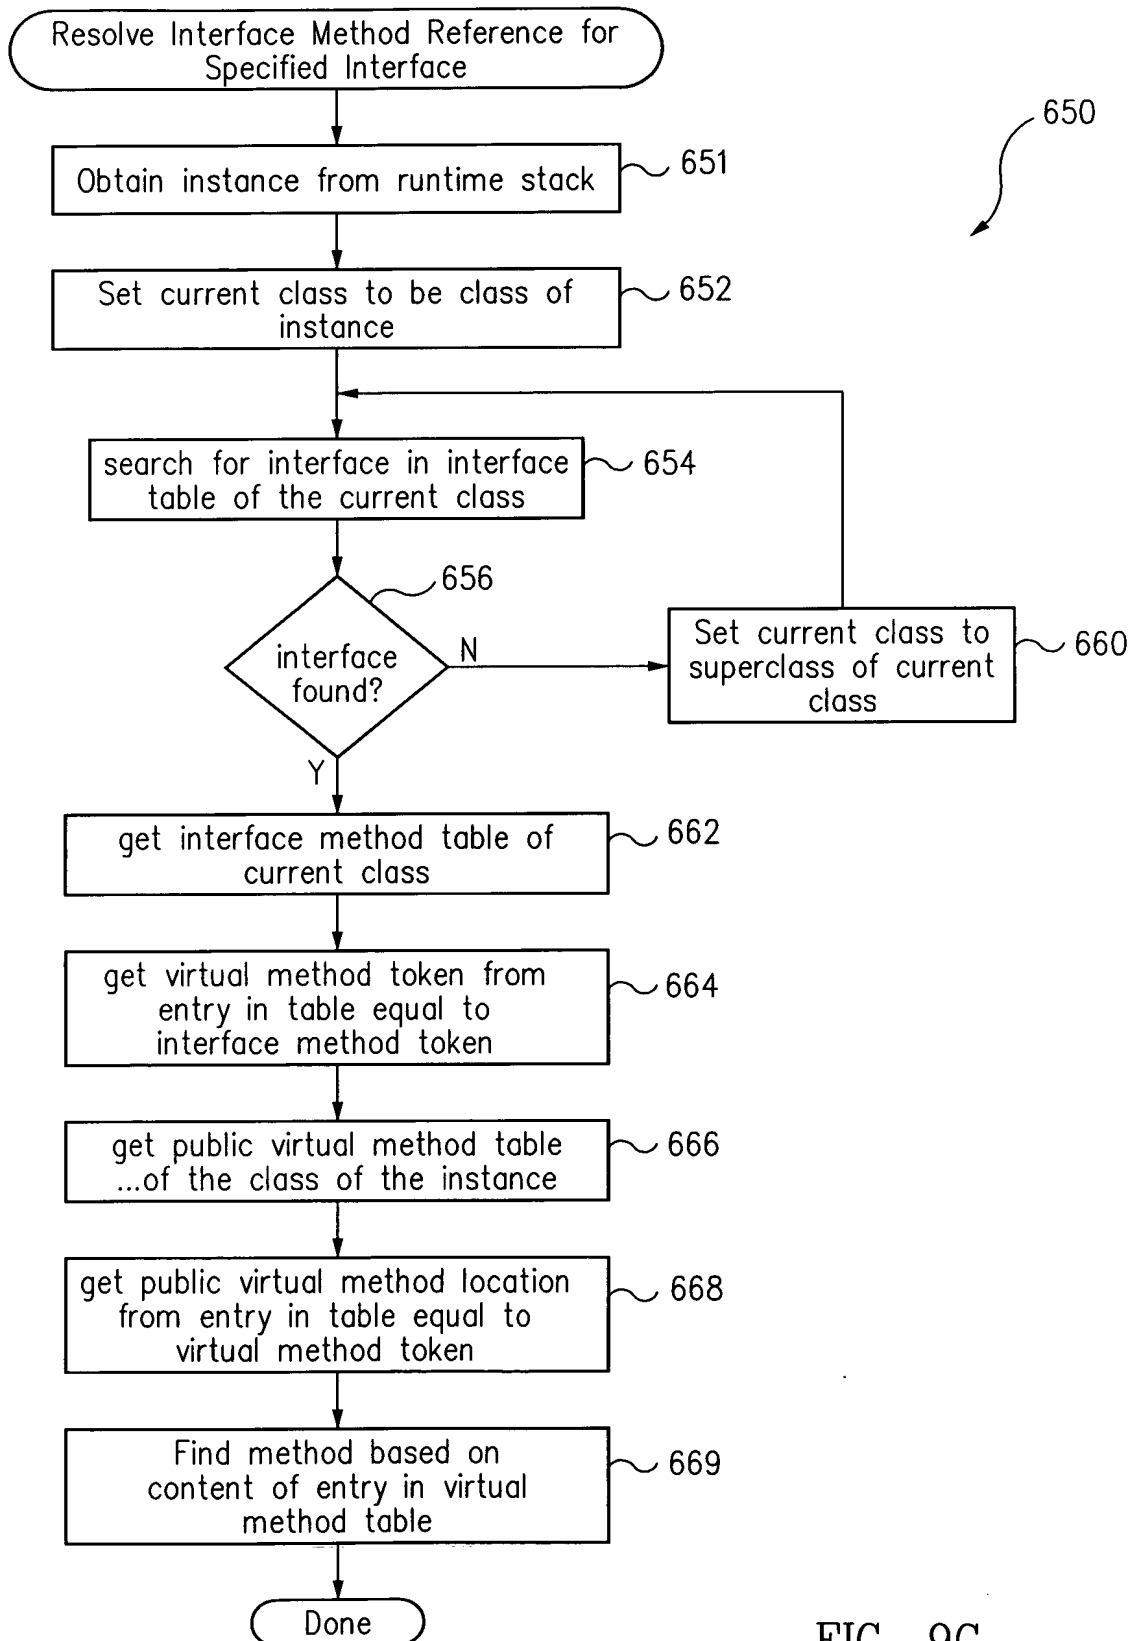 Resolve Interface Method Reference for
Specified Interface
650
Obtain instance from runtime stack
651
Set current class to be class of
instance
652
search for interface in interface
table of the current class
654
656
interface
found?
N
Y
Set current class to
superclass of current
class
660
get interface method table of
current class
662
get virtual method token from
entry in table equal to
interface method token
664
get public virtual method table
...of the class of the instance
666
get public virtual method location
from entry in table equal to
virtual method token
668
Find method based on
content of entry in virtual
method table
669
Done
FIG. 9C